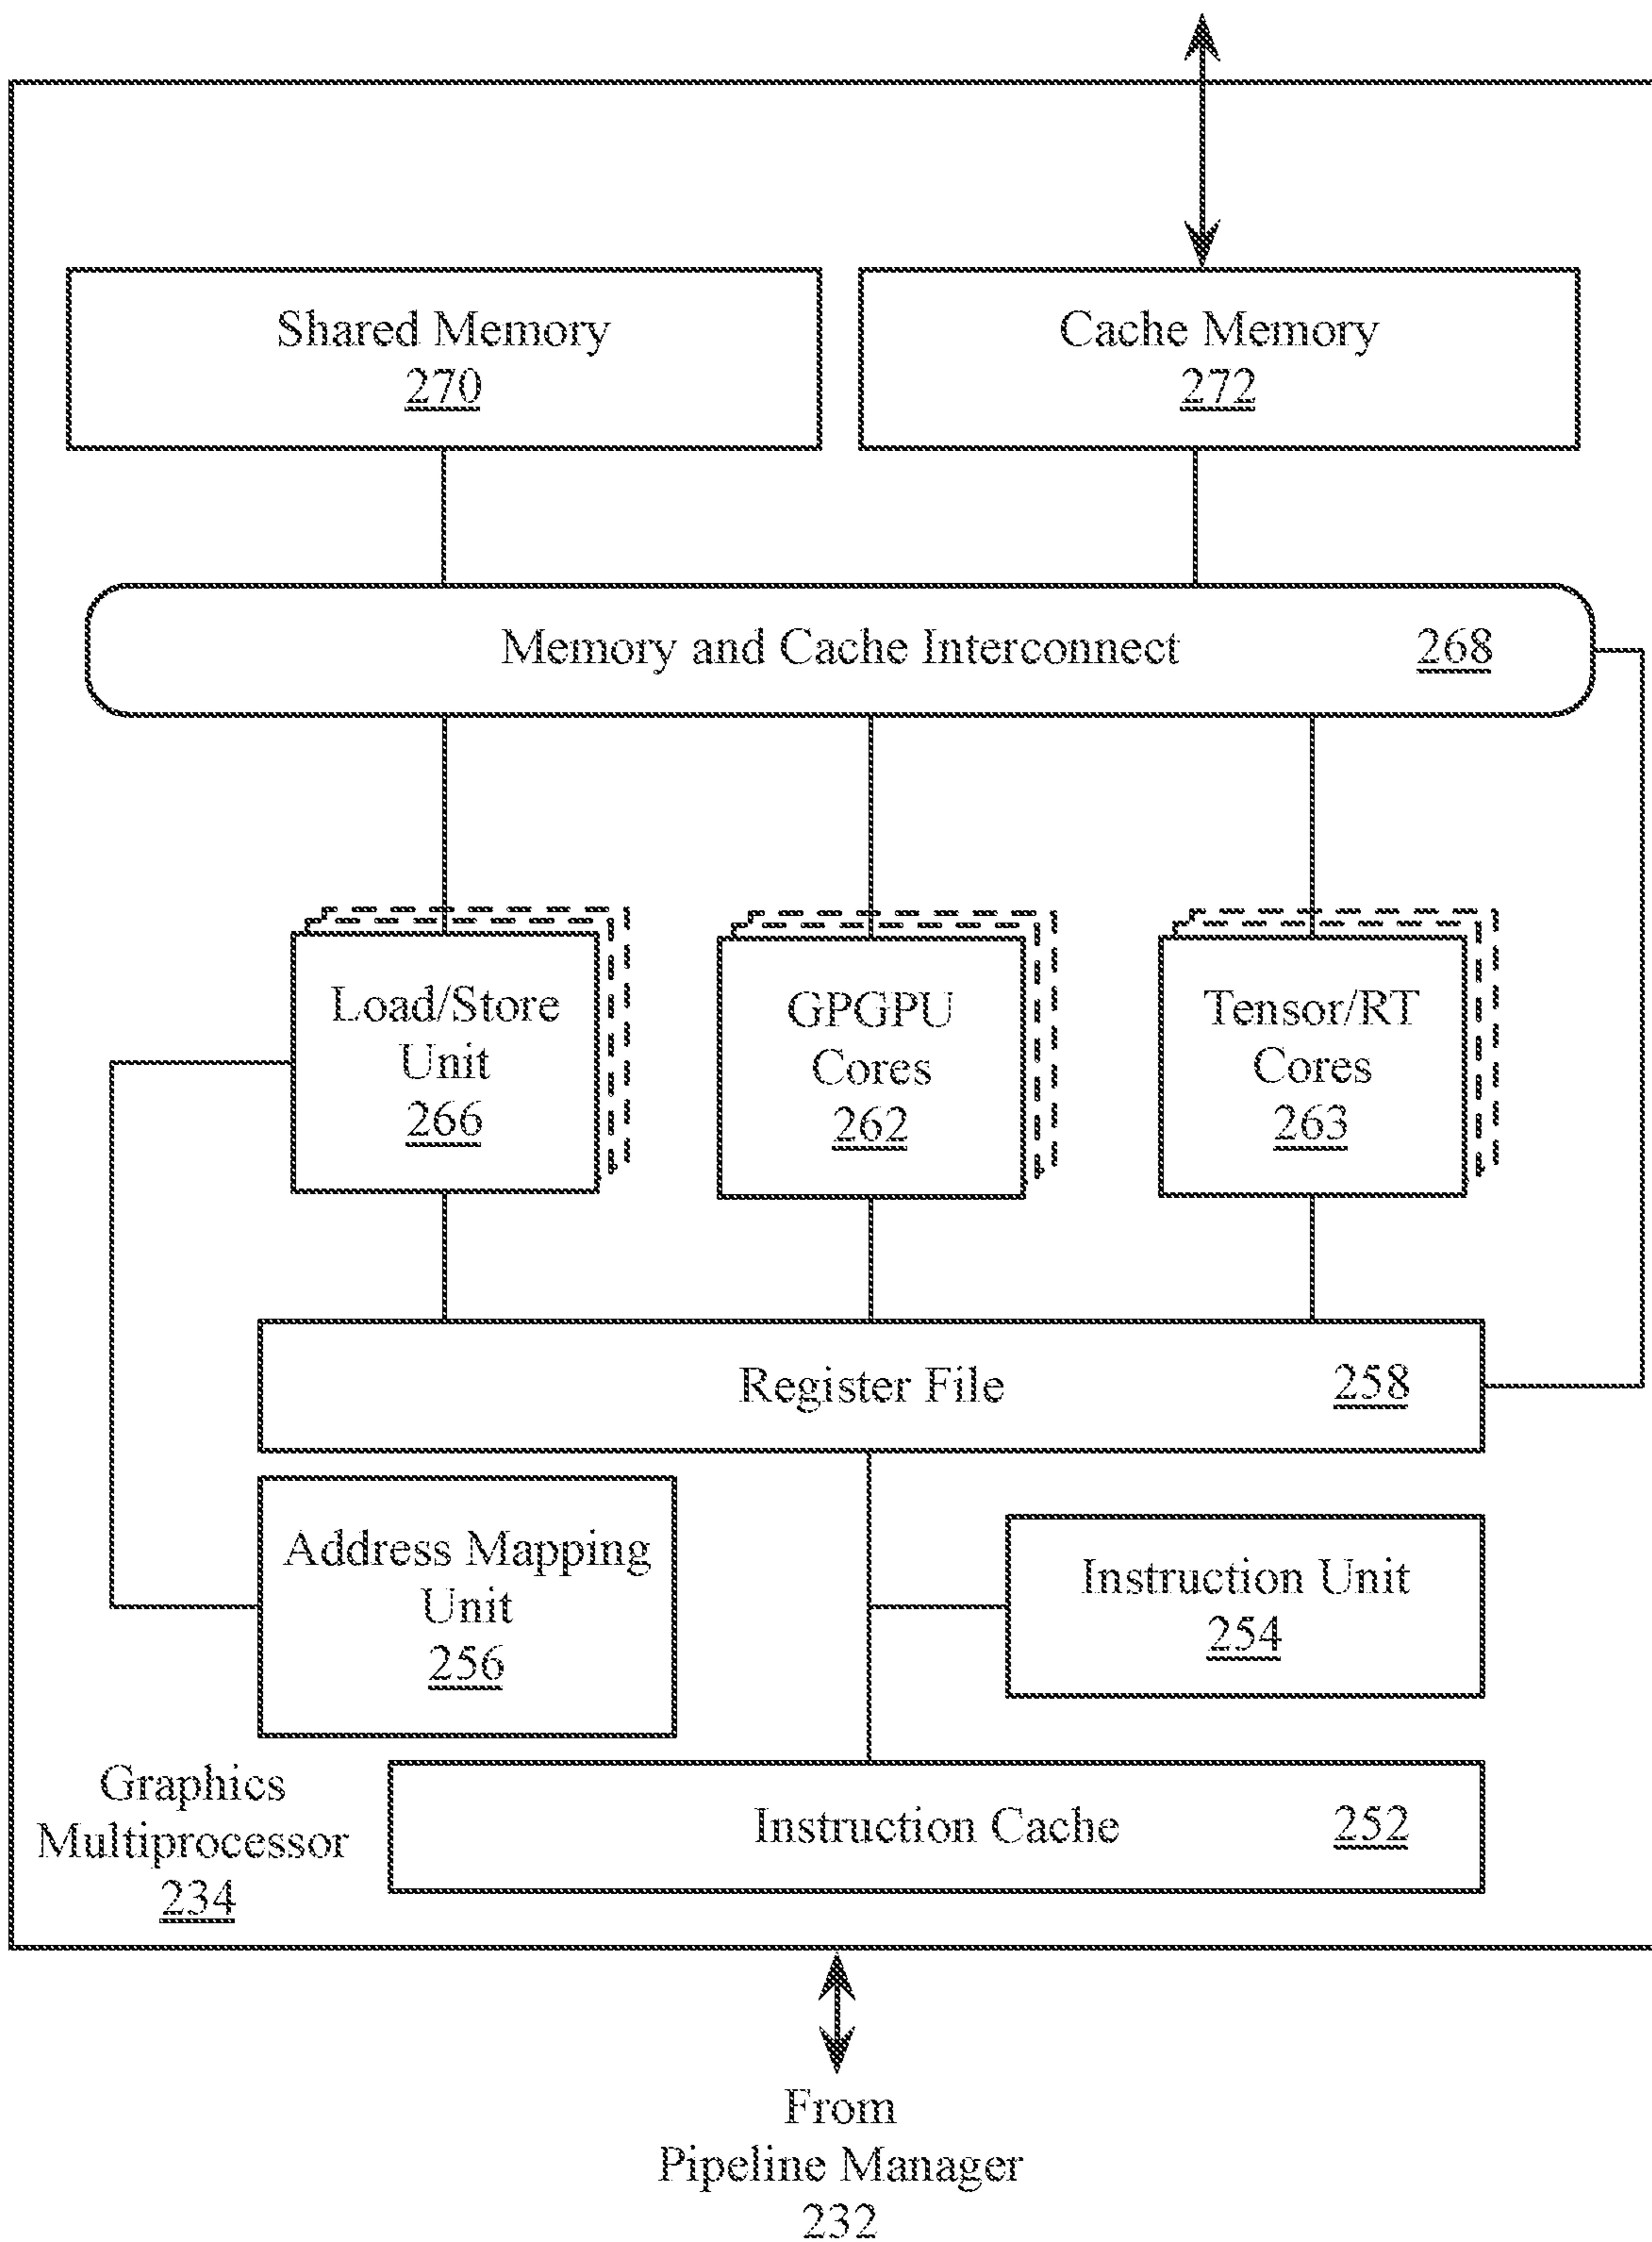 Shared Memory
270
Cache Memory
272
Memory and Cache Interconnect 268
Load/Store
Unit
266
GPGPU
Cores
262
Tensor/RT
Cores
263
Register File 258
Address Mapping
Unit
256
Instruction Unit
254
Graphics
Multiprocessor
234
Instruction Cache 252
From
Pipeline Manager
232